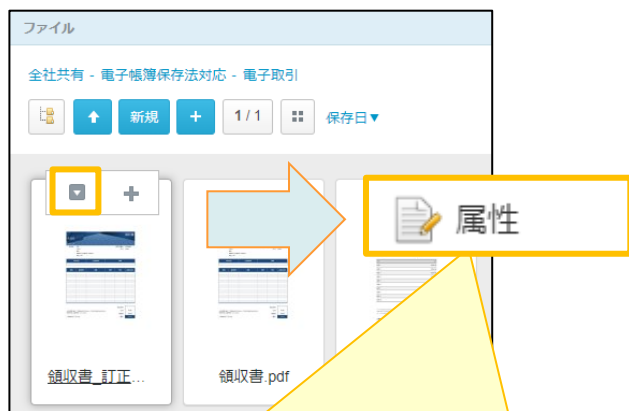 ファイル
全社共有 - 電子帳簿保存法対応 - 電子取引
新規
1 / 1
保存日▼
属性
領収書_訂正...
領収書.pdf